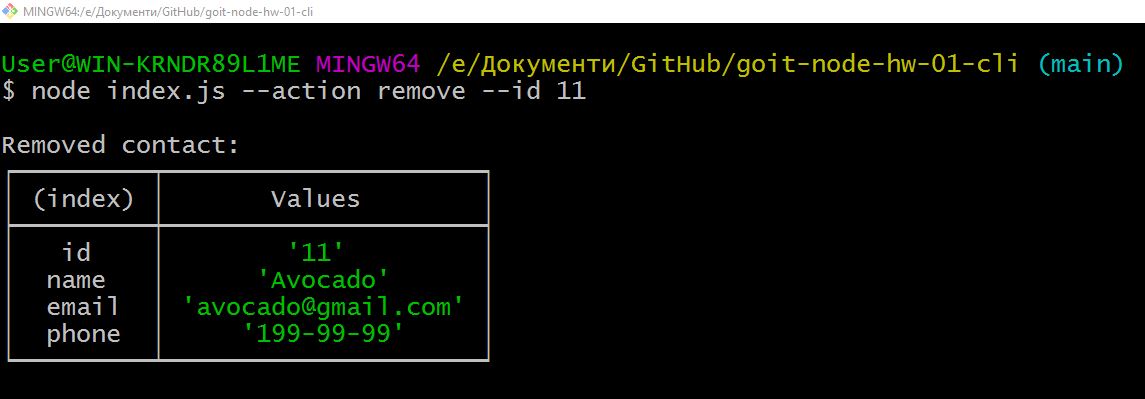 MINGW64:/e/Документи/GitHub/goit-node-hw-01-cli
User@WIN-KRNDR89L1ME MINGW64 /e/Документи/GitHub/goit-node-hw-01-cli (main)
$ node index.js --action remove --id 11
Removed contact:
(index) Values
id '11'
name 'Avocado'
email 'avocado@gmail.com'
phone '199-99-99'